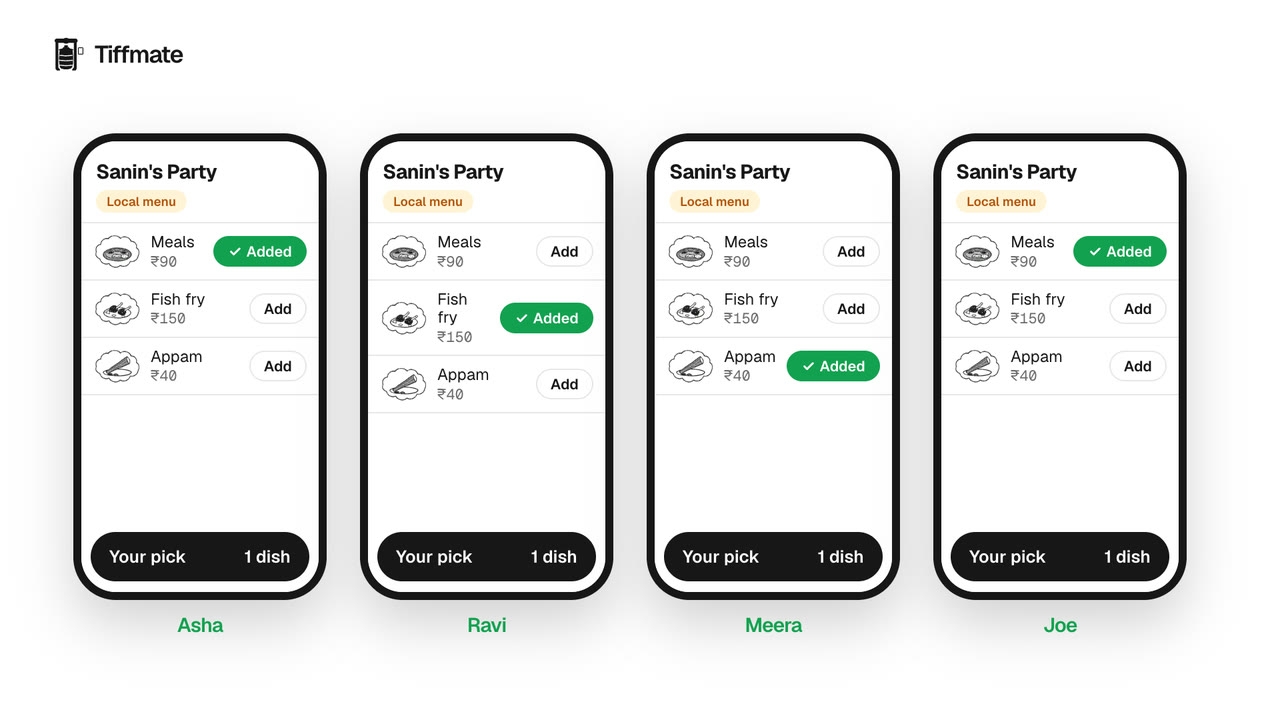 Tiffmate
Sanin's Party
Local menu
Meals
₹90
✓ Added
Fish fry
₹150
Add
Appam
₹40
Add
Your pick 1 dish
Asha
Sanin's Party
Local menu
Meals
₹90
Add
Fish
fry
₹150
✓ Added
Appam
₹40
Add
Your pick 1 dish
Ravi
Sanin's Party
Local menu
Meals
₹90
Add
Fish fry
₹150
Add
Appam
₹40
✓ Added
Your pick 1 dish
Meera
Sanin's Party
Local menu
Meals
₹90
✓ Added
Fish fry
₹150
Add
Appam
₹40
Add
Your pick 1 dish
Joe